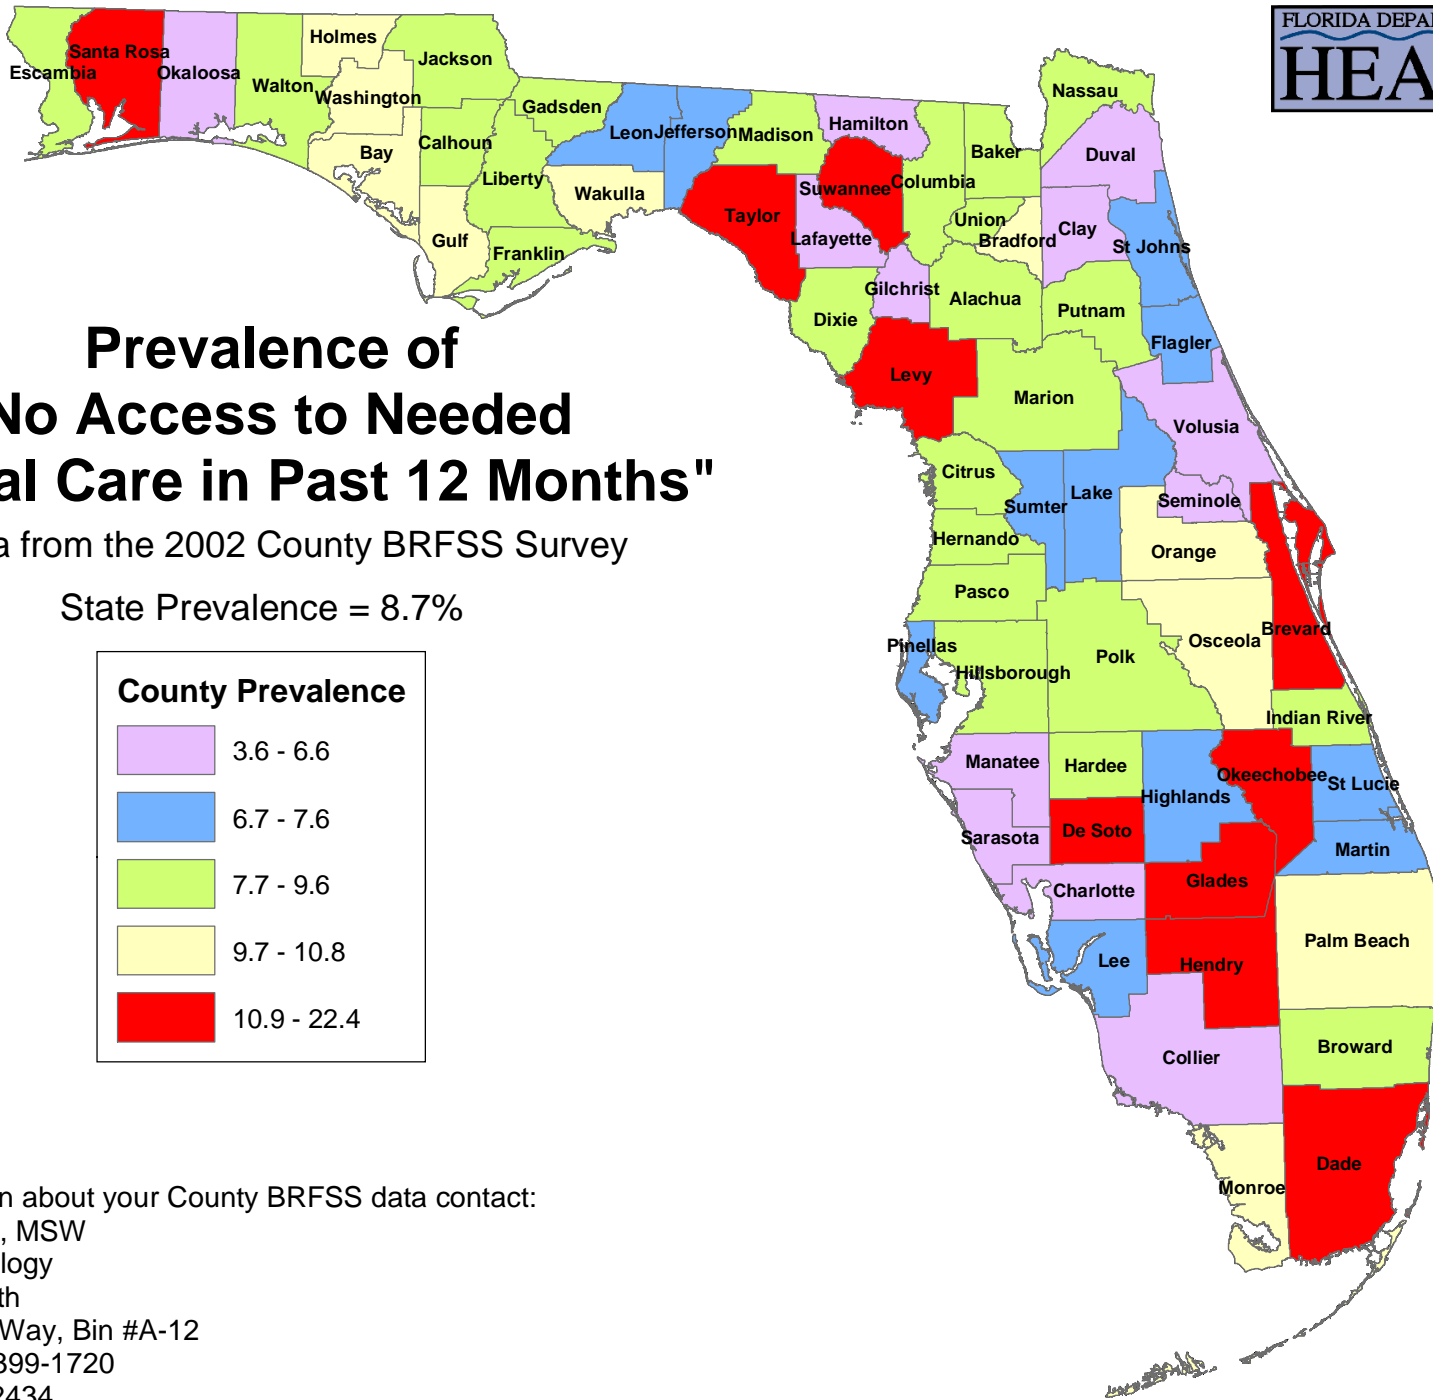 FLORIDA DEPA
HEA
Escambia
Santa Rosa
Okaloosa
Walton
Holmes
Washington
Jackson
Bay
Calhoun
Gulf
Gadsden
Liberty
Franklin
Leon
Jefferson
Wakulla
Madison
Taylor
Hamilton
Suwannee
Lafayette
Columbia
Baker
Union
Bradford
Nassau
Duval
Clay
St Johns
Gilchrist
Alachua
Putnam
Dixie
Flagler
Levy
Marion
Volusia
Citrus
Sumter
Lake
Seminole
Hernando
Orange
Pasco
Pinellas
Hillsborough
Polk
Osceola
Brevard
Indian River
Manatee
Hardee
Highlands
Okeechobee
St Lucie
Sarasota
De Soto
Martin
Charlotte
Glades
Lee
Hendry
Palm Beach
Collier
Broward
Monroe
Dade
Prevalence of
No Access to Needed
al Care in Past 12 Months"
a from the 2002 County BRFSS Survey
State Prevalence = 8.7%
County Prevalence
3.6 - 6.6
6.7 - 7.6
7.7 - 9.6
9.7 - 10.8
10.9 - 22.4
n about your County BRFSS data contact:
, MSW
logy
th
Way, Bin #A-12
399-1720
2434